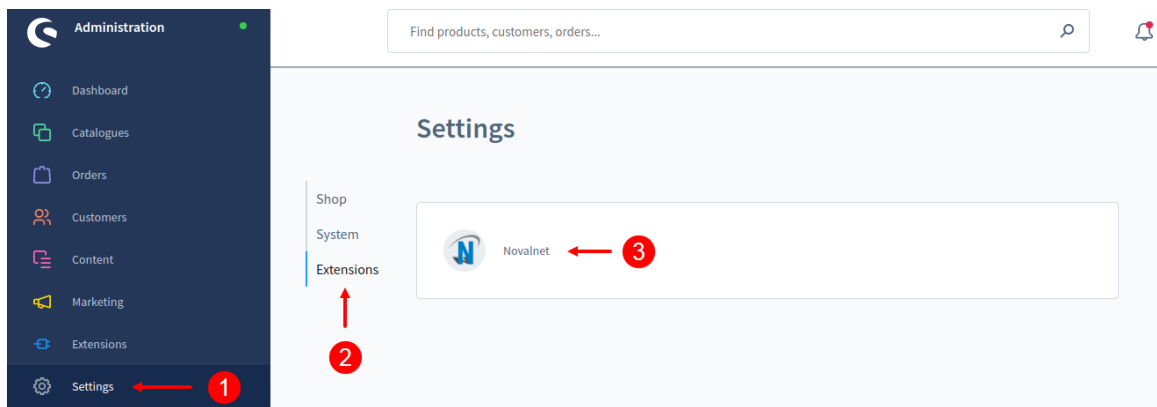 Administration
Find products, customers, orders...
Dashboard
Catalogues
Orders
Customers
Content
Marketing
Extensions
Settings
1
Settings
Shop
System
Extensions
2
N
Novalnet
3